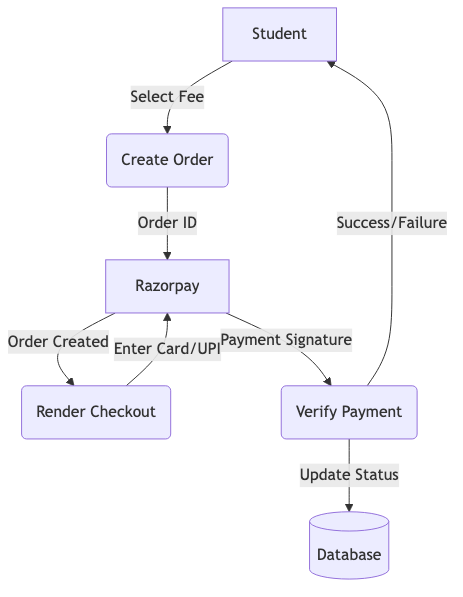 Student
Select Fee
Create Order
Order ID
Success/Failure
Razorpay
Order Created
Enter Card/UPI
Payment Signature
Render Checkout
Verify Payment
Update Status
Database